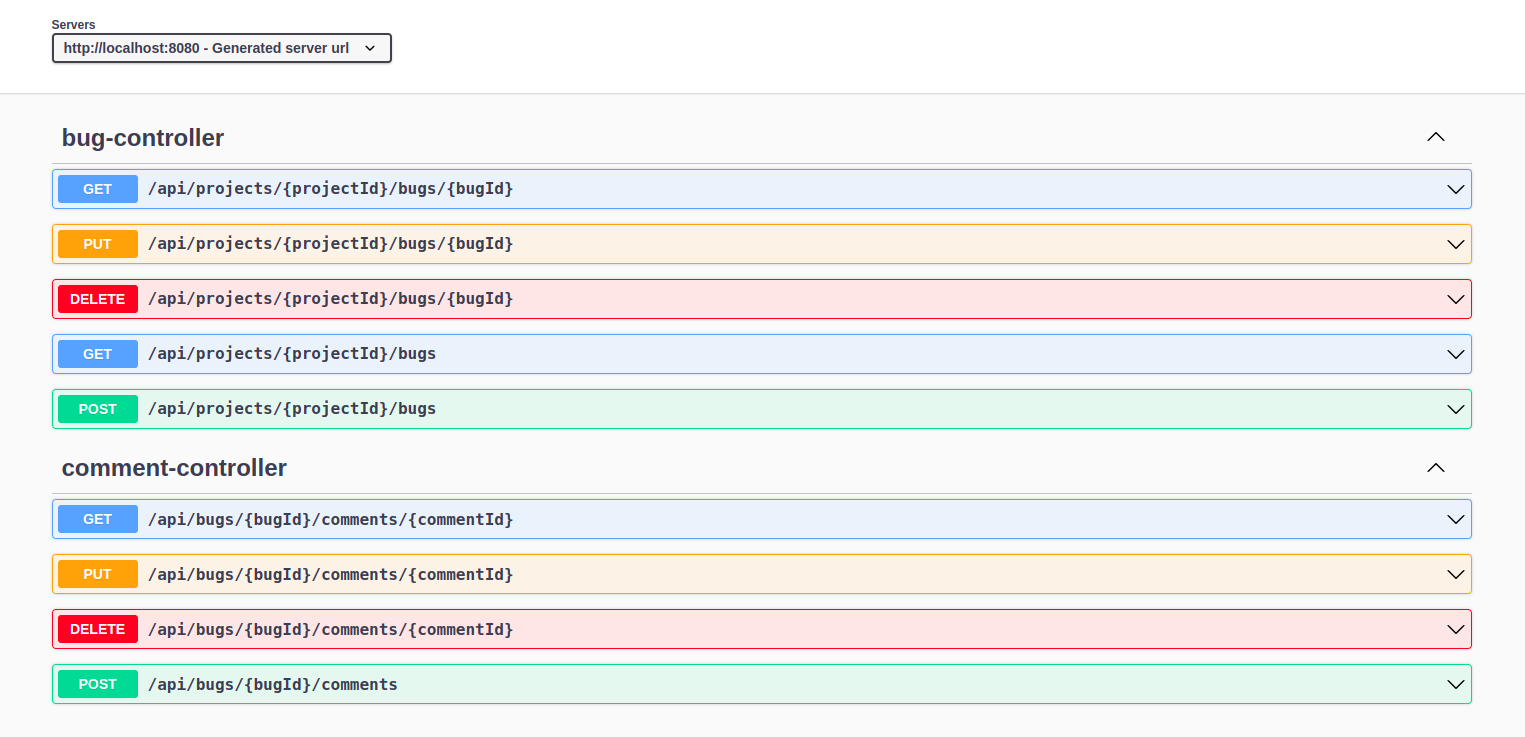 Servers
http://localhost:8080 - Generated server url
bug-controller
GET /api/projects/{projectId}/bugs/{bugId}
PUT /api/projects/{projectId}/bugs/{bugId}
DELETE /api/projects/{projectId}/bugs/{bugId}
GET /api/projects/{projectId}/bugs
POST /api/projects/{projectId}/bugs
comment-controller
GET /api/bugs/{bugId}/comments/{commentId}
PUT /api/bugs/{bugId}/comments/{commentId}
DELETE /api/bugs/{bugId}/comments/{commentId}
POST /api/bugs/{bugId}/comments